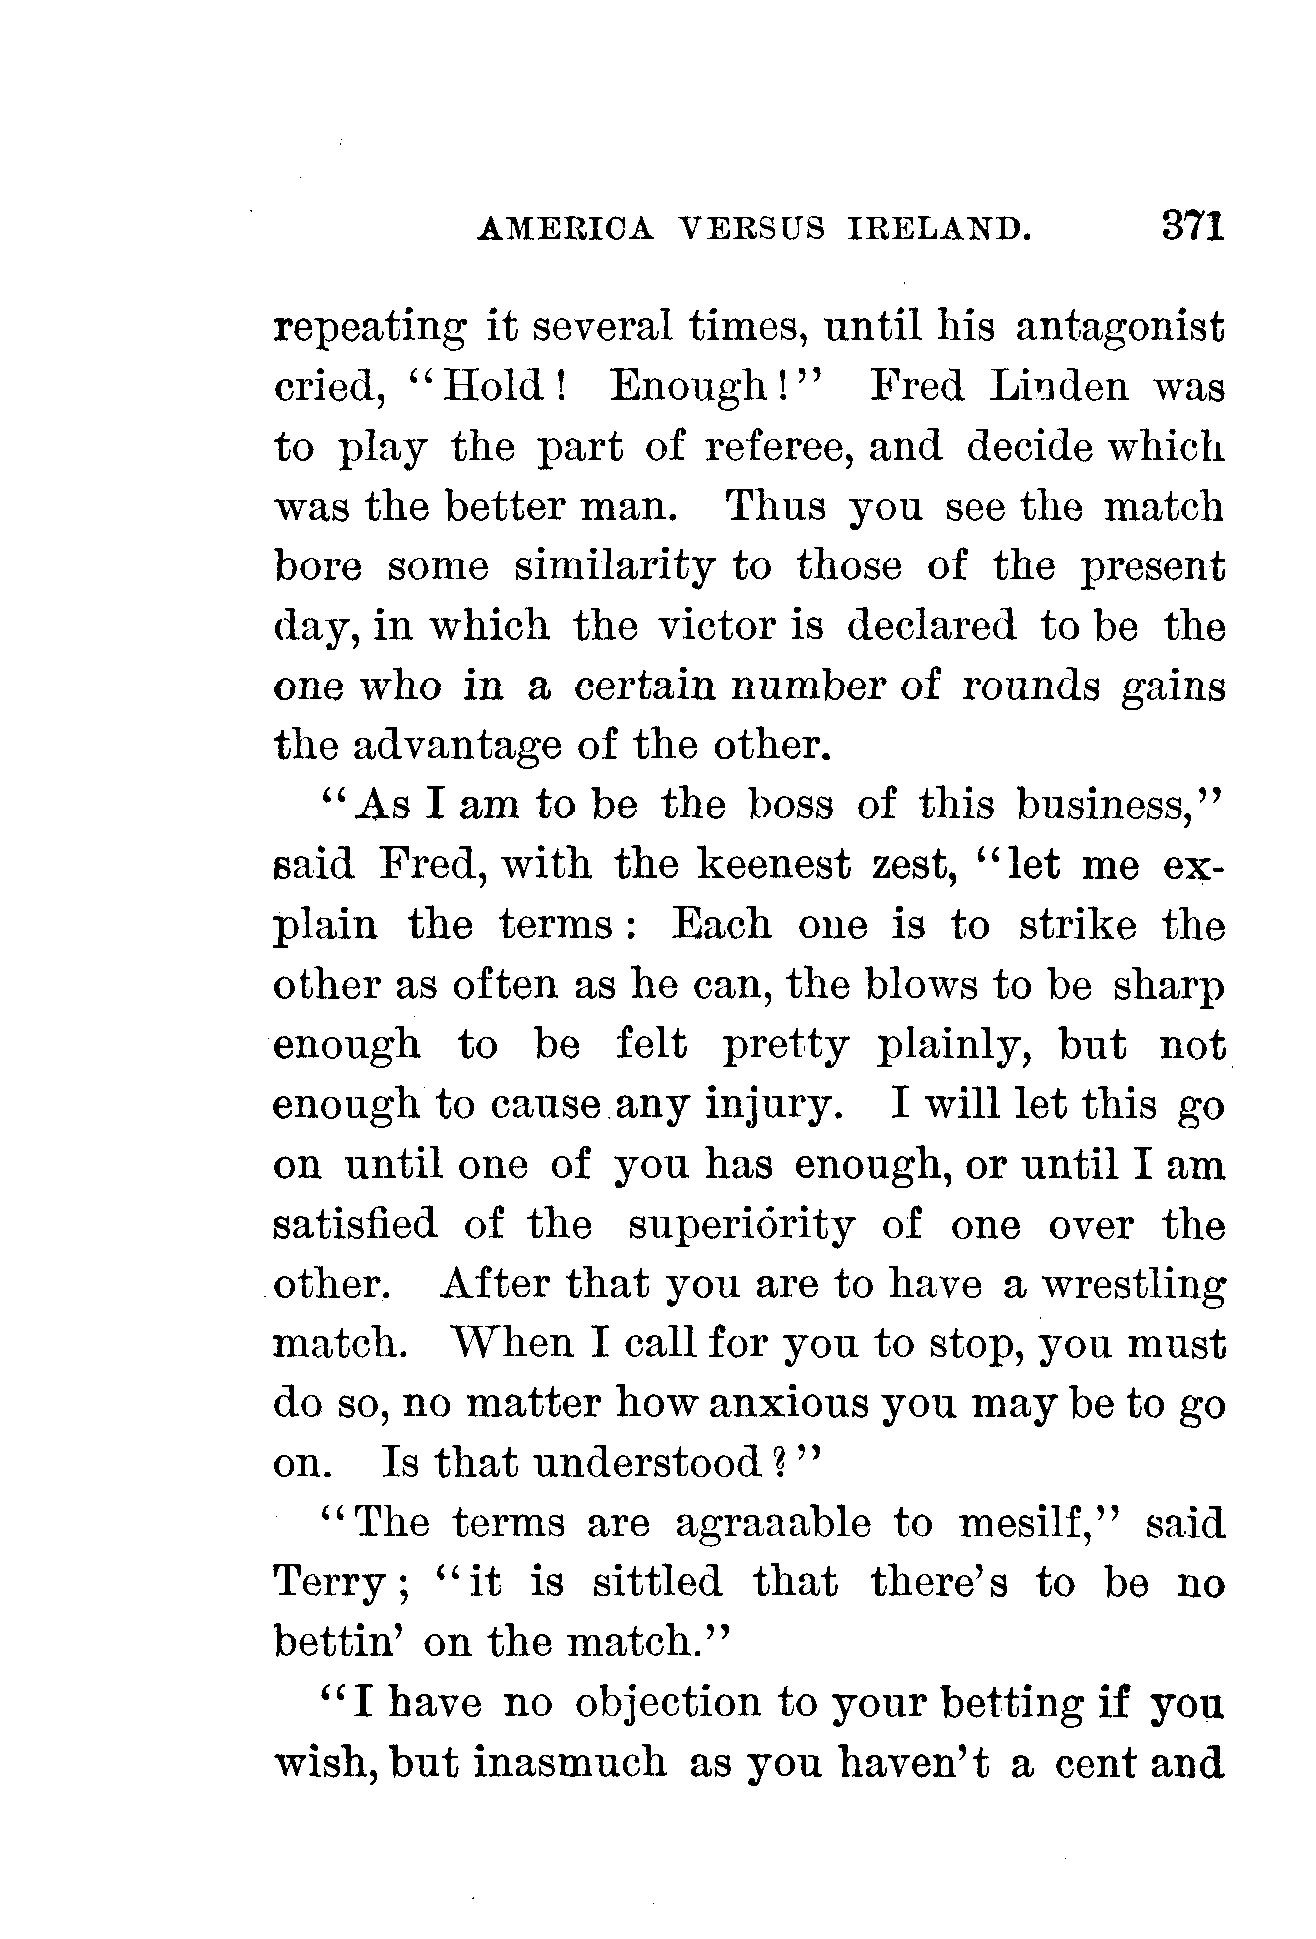 AMERICA VERSUS IRELAND. 371
repeating it several times, until his antagonist
cried, “Hold! Enough!” Fred Linden was
to play the part of referee, and decide which
was the better man. Thus you see the match
bore some similarity to those of the present
day, in which the victor is declared to be the
one who in a certain number of rounds gains
the advantage of the other.
“As I am to be the boss of this business,”
said Fred, with the keenest zest, “let me ex-
plain the terms: Each one is to strike the
other as often as he can, the blows to be sharp
enough to be felt pretty plainly, but not
enough to cause any injury. I will let this go
on until one of you has enough, or until I am
satisfied of the superiority of one over the
other. After that you are to have a wrestling
match. When I call for you to stop, you must
do so, no matter how anxious you may be to go
on. Is that understood?”
“The terms are agraaable to mesilf,” said
Terry; “it is sittled that there’s to be no
bettin’ on the match.”
“I have no objection to your betting if you
wish, but inasmuch as you haven’t a cent and